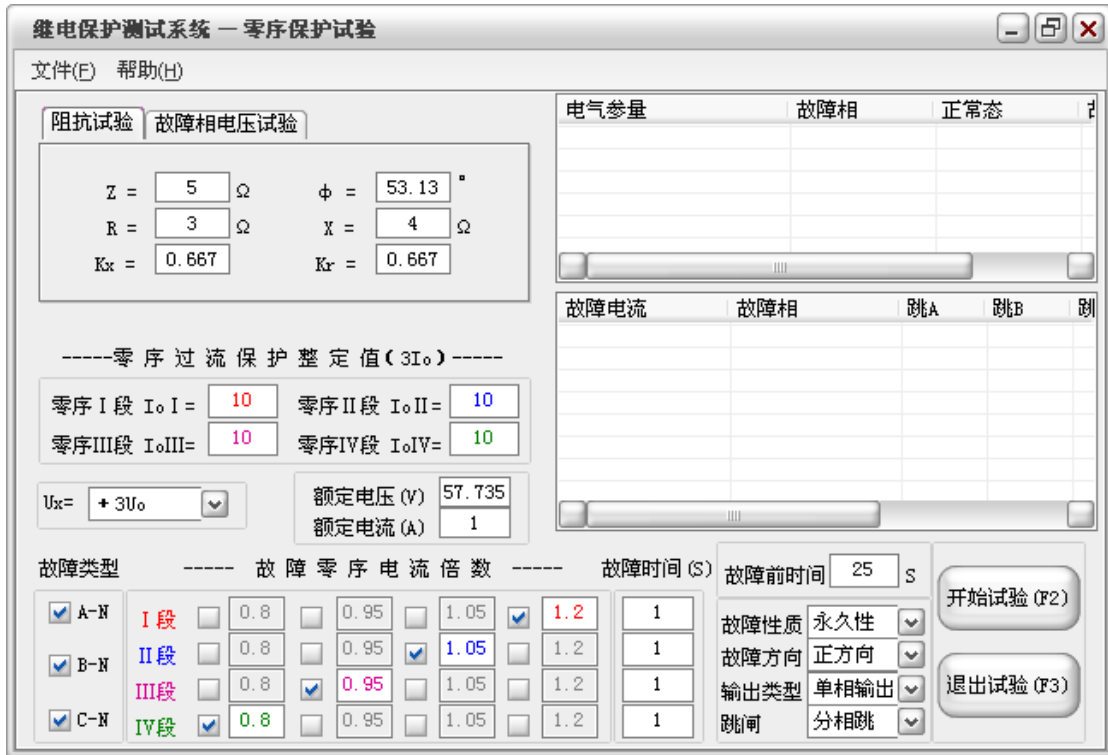 继电保护测试系统 — 零序保护试验
文件(F) 帮助(H)
阻抗试验 故障相电压试验
Z = 5 Ω Φ = 53.13 °
R = 3 Ω X = 4 Ω
Kx = 0.667 Kr = 0.667
-----零序过流保护整定值(3Io)-----
零序I段 IoI= 10 零序II段 IoII= 10
零序III段 IoIII= 10 零序IV段 IoIV= 10
Ux= +3Uo
额定电压(V) 57.735
额定电流(A) 1
电气参量 故障相 正常态
故障电流 故障相 跳A 跳B 跳
故障类型 ----- 故障零序电流倍数 ----- 故障时间(S)
A-N I段 0.8 0.95 1.05 1.2 1
B-N II段 0.8 0.95 1.05 1.2 1
III段 0.8 0.95 1.05 1.2 1
C-N IV段 0.8 0.95 1.05 1.2 1
故障前时间 25 S
故障性质 永久性
故障方向 正方向
输出类型 单相输出
跳闸 分相跳
开始试验(F2)
退出试验(F3)